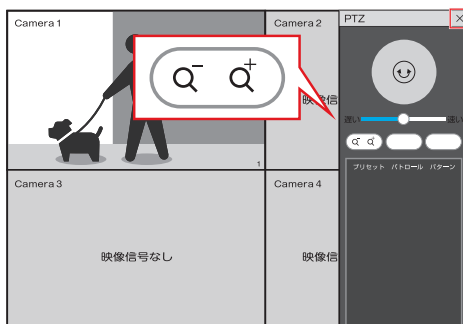 Camera 1
Camera 2
PTZ
映像信
遅い
速い
プリセット パトロール パターン
1
Camera 3
Camera 4
映像信号なし
映像信